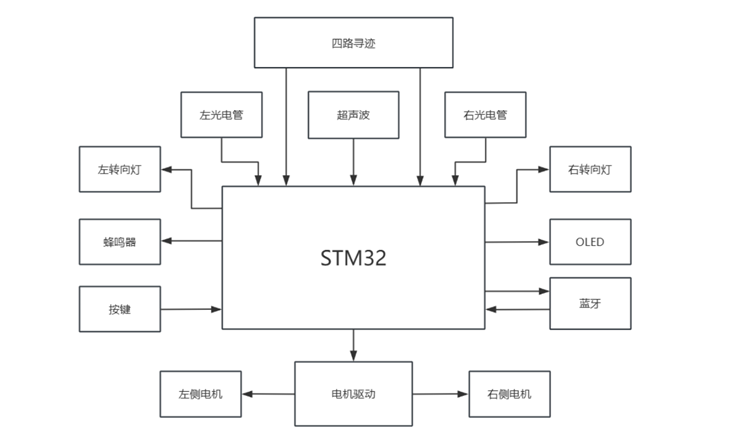 四路寻迹
左光电管
超声波
右光电管
左转向灯
右转向灯
蜂鸣器
STM32
OLED
按键
蓝牙
左侧电机
电机驱动
右侧电机